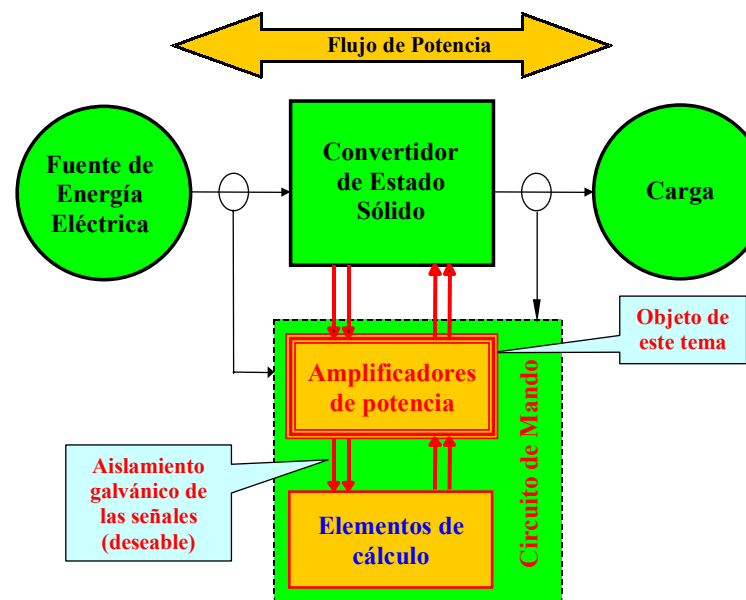 Flujo de Potencia
Fuente de
Energía
Eléctrica
Convertidor
de Estado
Sólido
Carga
Objeto de
este tema
Amplificadores
de potencia
Circuito de Mando
Aislamiento
galvánico de
las señales
(deseable)
Elementos de
cálculo